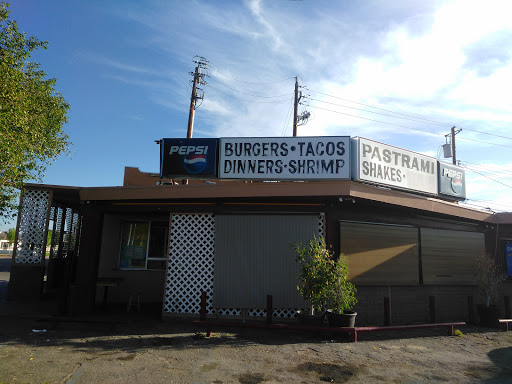 PEPSI
BURGERS • TACOS
DINNERS • SHRIMP
PASTRAMI
SHAKES •